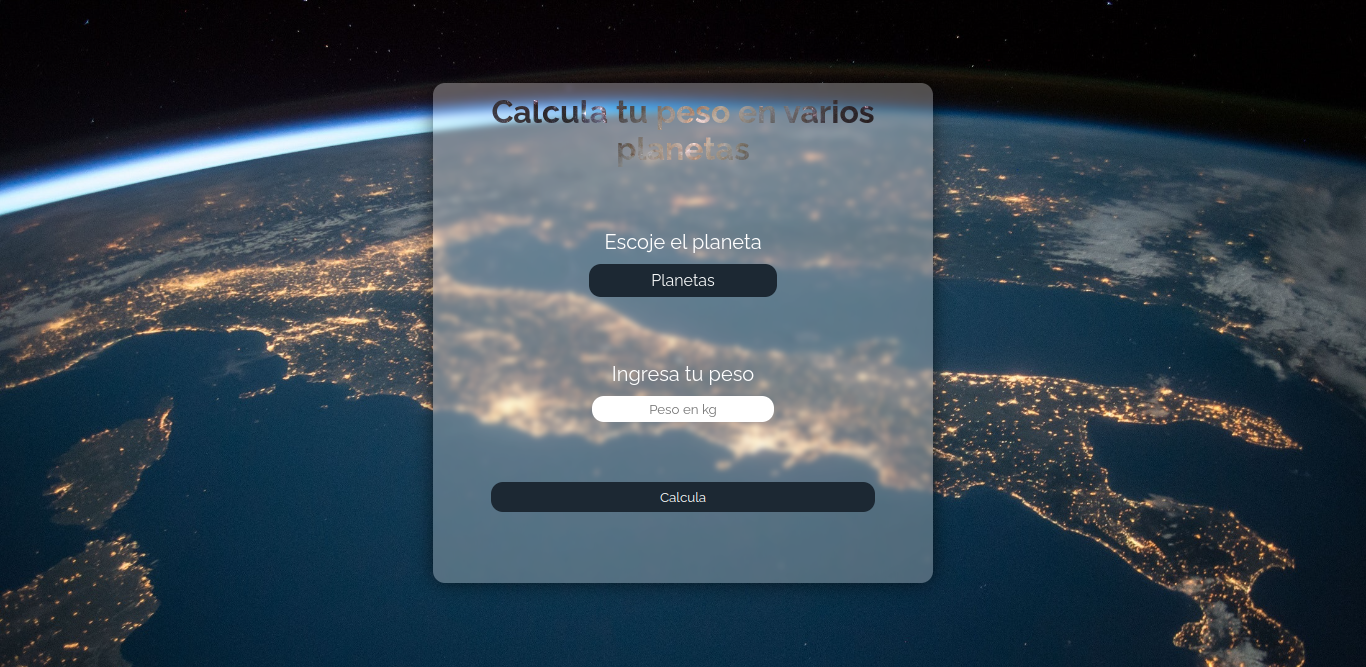 Calcula tu peso en varios
planetas
Escoje el planeta
Planetas
Ingresa tu peso
Peso en kg
Calcula